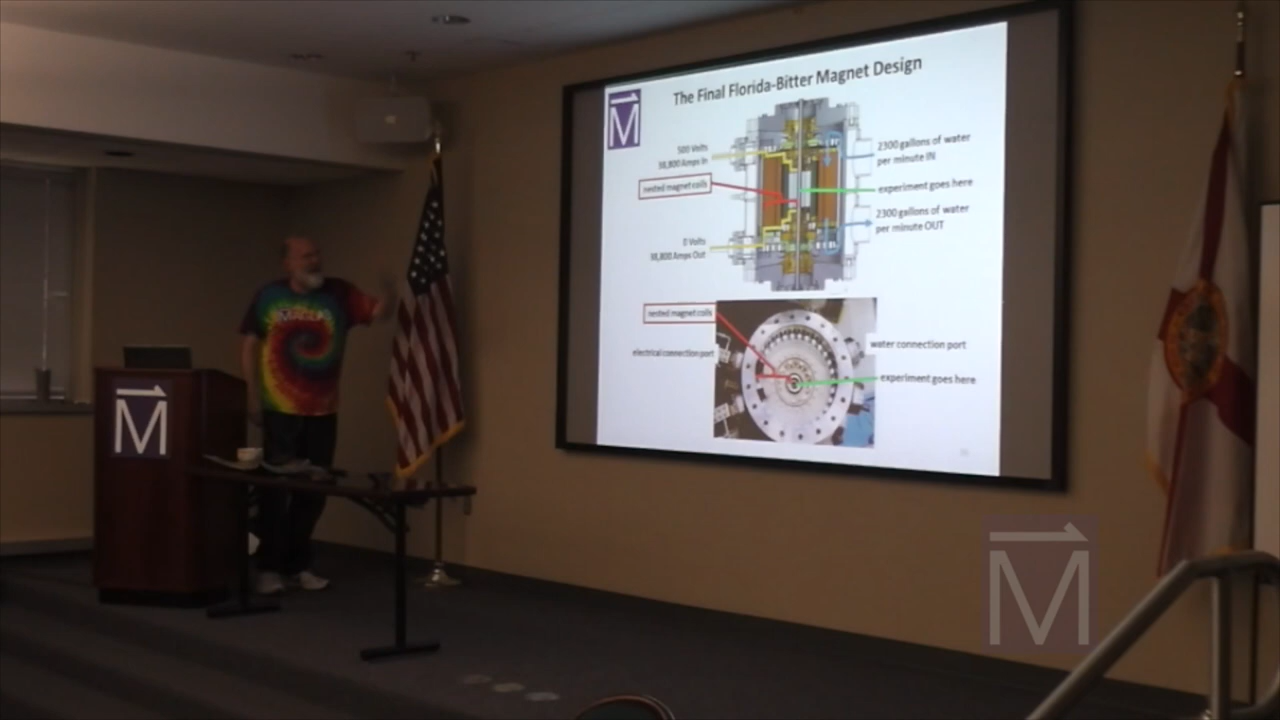 The Final Florida-Bitter Magnet Design
M
500 Volts
38,800 Amps In
nested magnet coils
0 Volts
38,800 Amps Out
2300 gallons of water
per minute IN
experiment goes here
2300 gallons of water
per minute OUT
nested magnet coils
electrical connection port
water connection port
experiment goes here
M
M